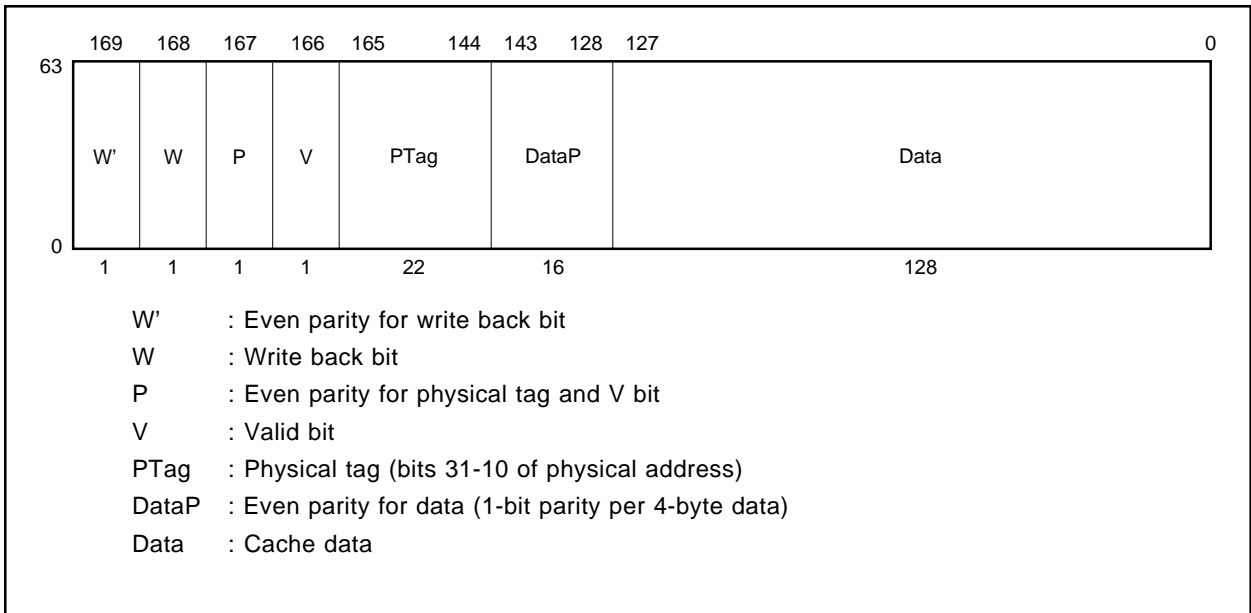 169 168 167 166 165 144 143 128 127 0
63
W’ W P V PTag DataP Data
0
1 1 1 1 22 16 128
W’ : Even parity for write back bit
W : Write back bit
P : Even parity for physical tag and V bit
V : Valid bit
PTag : Physical tag (bits 31-10 of physical address)
DataP : Even parity for data (1-bit parity per 4-byte data)
Data : Cache data